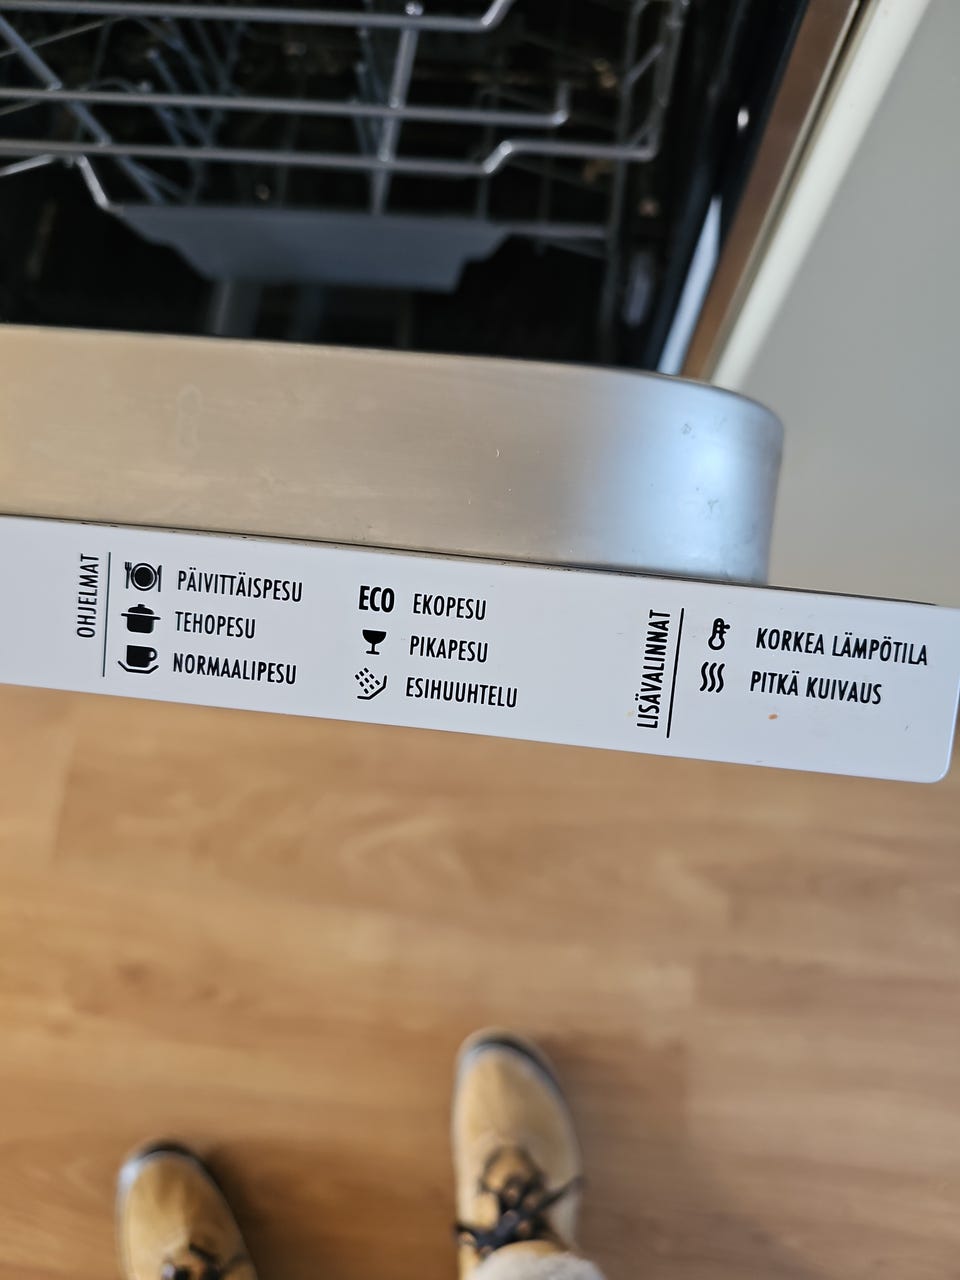 OHJELMAT
PÄIVITTÄISPESU
TEHOPESU
NORMAALIPESU
ECO EKOPESU
PIKAPESU
ESIHUUHTELU
LISÄVALINNAT
KORKEA LÄMPÖTILA
PITKÄ KUIVAUS